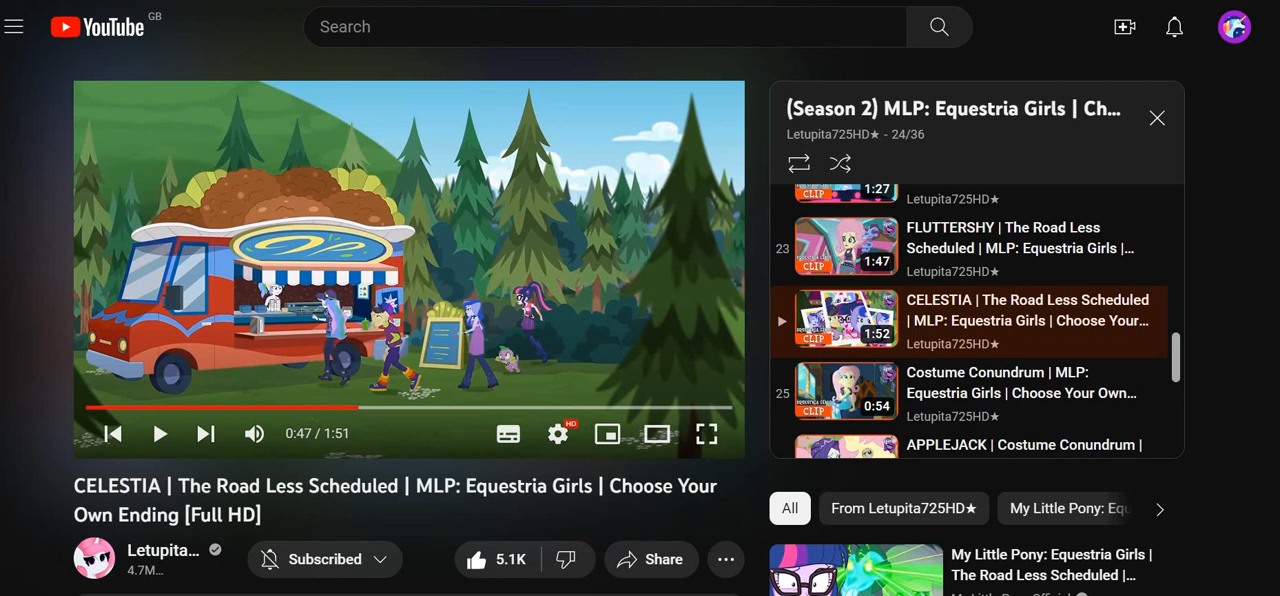 YouTube GB
Search
(Season 2) MLP: Equestria Girls | Ch...
Letupita725HD★ - 24/36
1:27
CLIP
Letupita725HD★
23
FLUTTERSHY | The Road Less
Scheduled | MLP: Equestria Girls |...
1:47
CLIP
Letupita725HD★
CELESTIA | The Road Less Scheduled
| MLP: Equestria Girls | Choose Your...
1:52
CLIP
Letupita725HD★
25
Costume Conundrum | MLP:
Equestria Girls | Choose Your Own...
0:54
CLIP
Letupita725HD★
APPLEJACK | Costume Conundrum |
HD
0:47 / 1:51
CELESTIA | The Road Less Scheduled | MLP: Equestria Girls | Choose Your
Own Ending [Full HD]
Letupita...
4.7M...
Subscribed
5.1K
Share
All
From Letupita725HD★
My Little Pony: Equ
My Little Pony: Equestria Girls |
The Road Less Scheduled |...